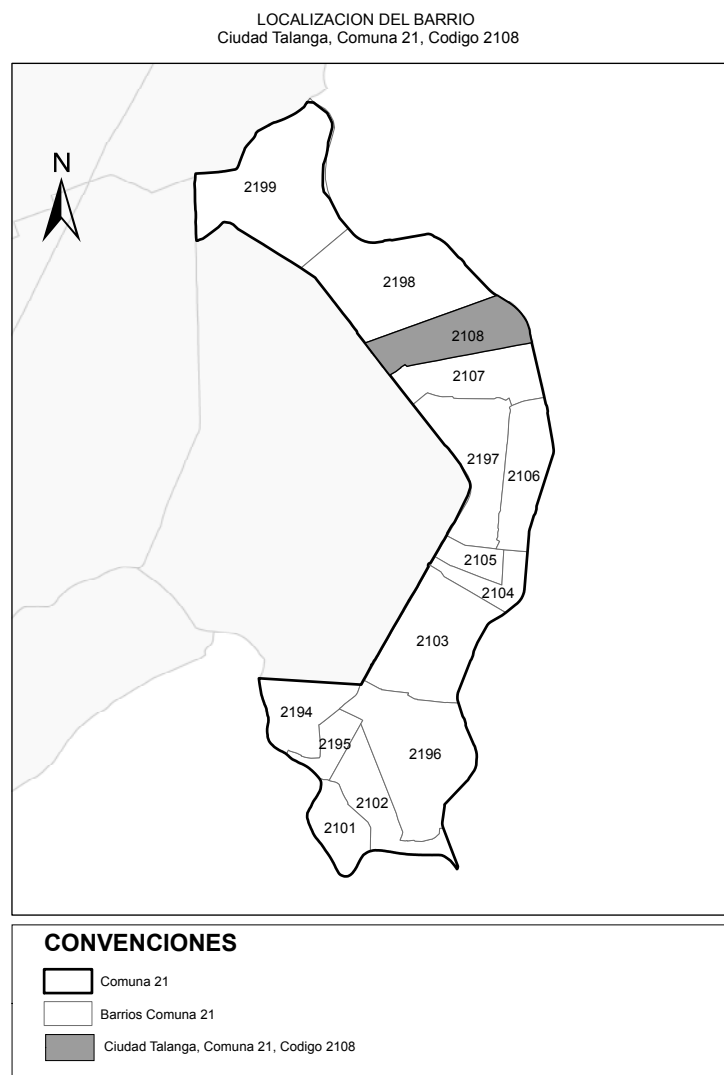 LOCALIZACION DEL BARRIO
Ciudad Talanga, Comuna 21, Codigo 2108
N
2199
2198
2108
2107
2197
2106
2105
2104
2103
2194
2195
2196
2102
2101
CONVENCIONES
Comuna 21
Barrios Comuna 21
Ciudad Talanga, Comuna 21, Codigo 2108